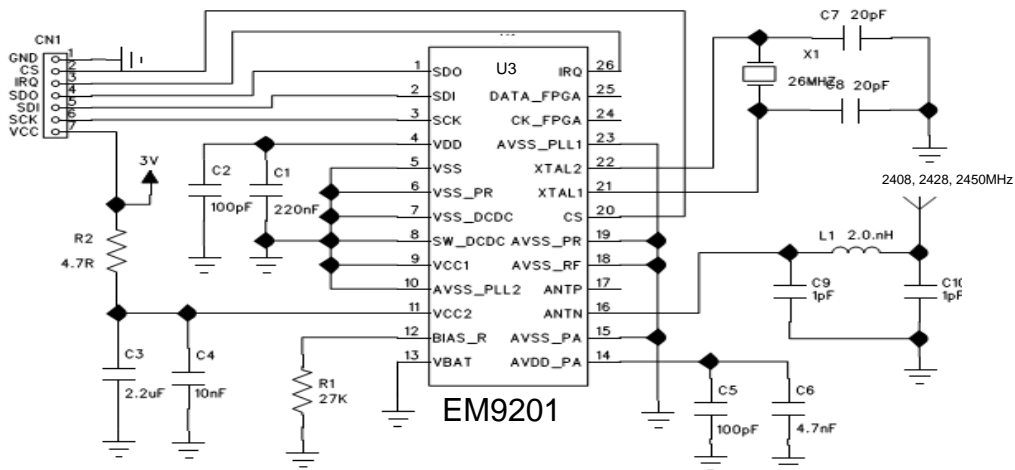 CN1
GND 1
CS 2
IRQ 3
SDO 4
SDI 5
SCK 6
VCC 7
3V
R2
4.7R
C2
100pF
C1
220nF
C3
2.2uF
C4
10nF
R1
27K
U3
1 SDO
2 SDI
3 SCK
4 VDD
5 VSS
6 VSS_PR
7 VSS_DCDC
8 SW_DCDC
9 VCC1
10 AVSS_PLL2
11 VCC2
12 BIAS_R
13 VBAT
IRQ 26
DATA_FPGA 25
CK_FPGA 24
AVSS_PLL1 23
XTAL2 22
XTAL1 21
CS 20
AVSS_PR 19
AVSS_RF 18
ANTP 17
ANTN 16
AVSS_PA 15
AVDD_PA 14
EM9201
C7 20pF
X1
26MHZ
C8 20pF
2408, 2428, 2450MHz
L1 2.0.nH
C9
1pF
C10
1pF
C5
100pF
C6
4.7nF